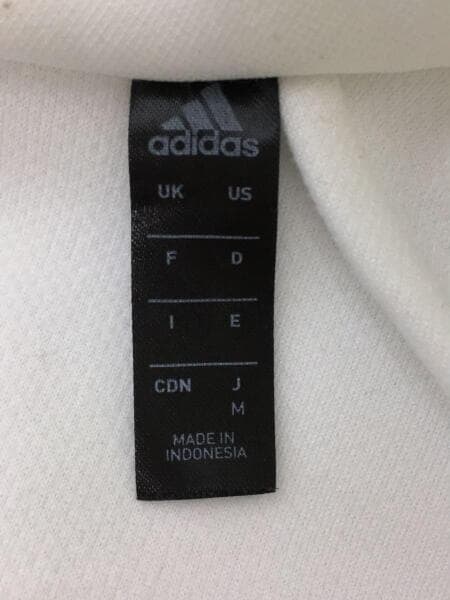 adidas
UK US
F D
I E
CDN J
M
MADE IN
INDONESIA